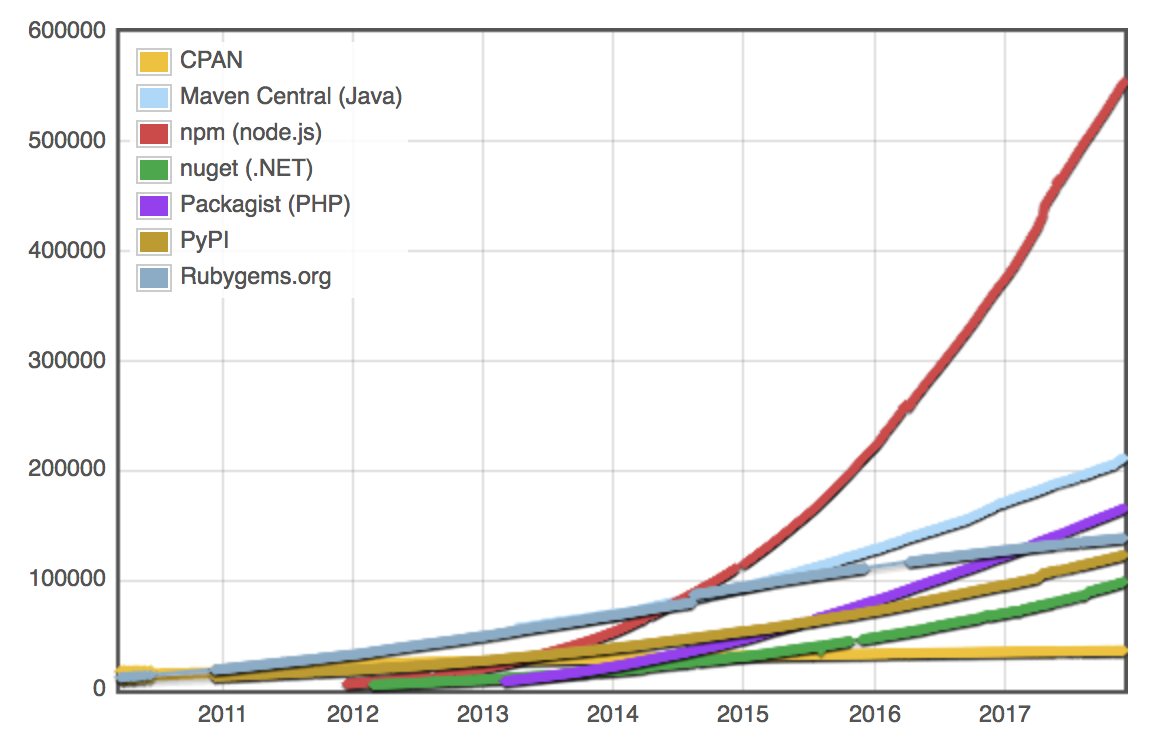 600000
500000
400000
300000
200000
100000
0
CPAN
Maven Central (Java)
npm (node.js)
nuget (.NET)
Packagist (PHP)
PyPI
Rubygems.org
2011 2012 2013 2014 2015 2016 2017